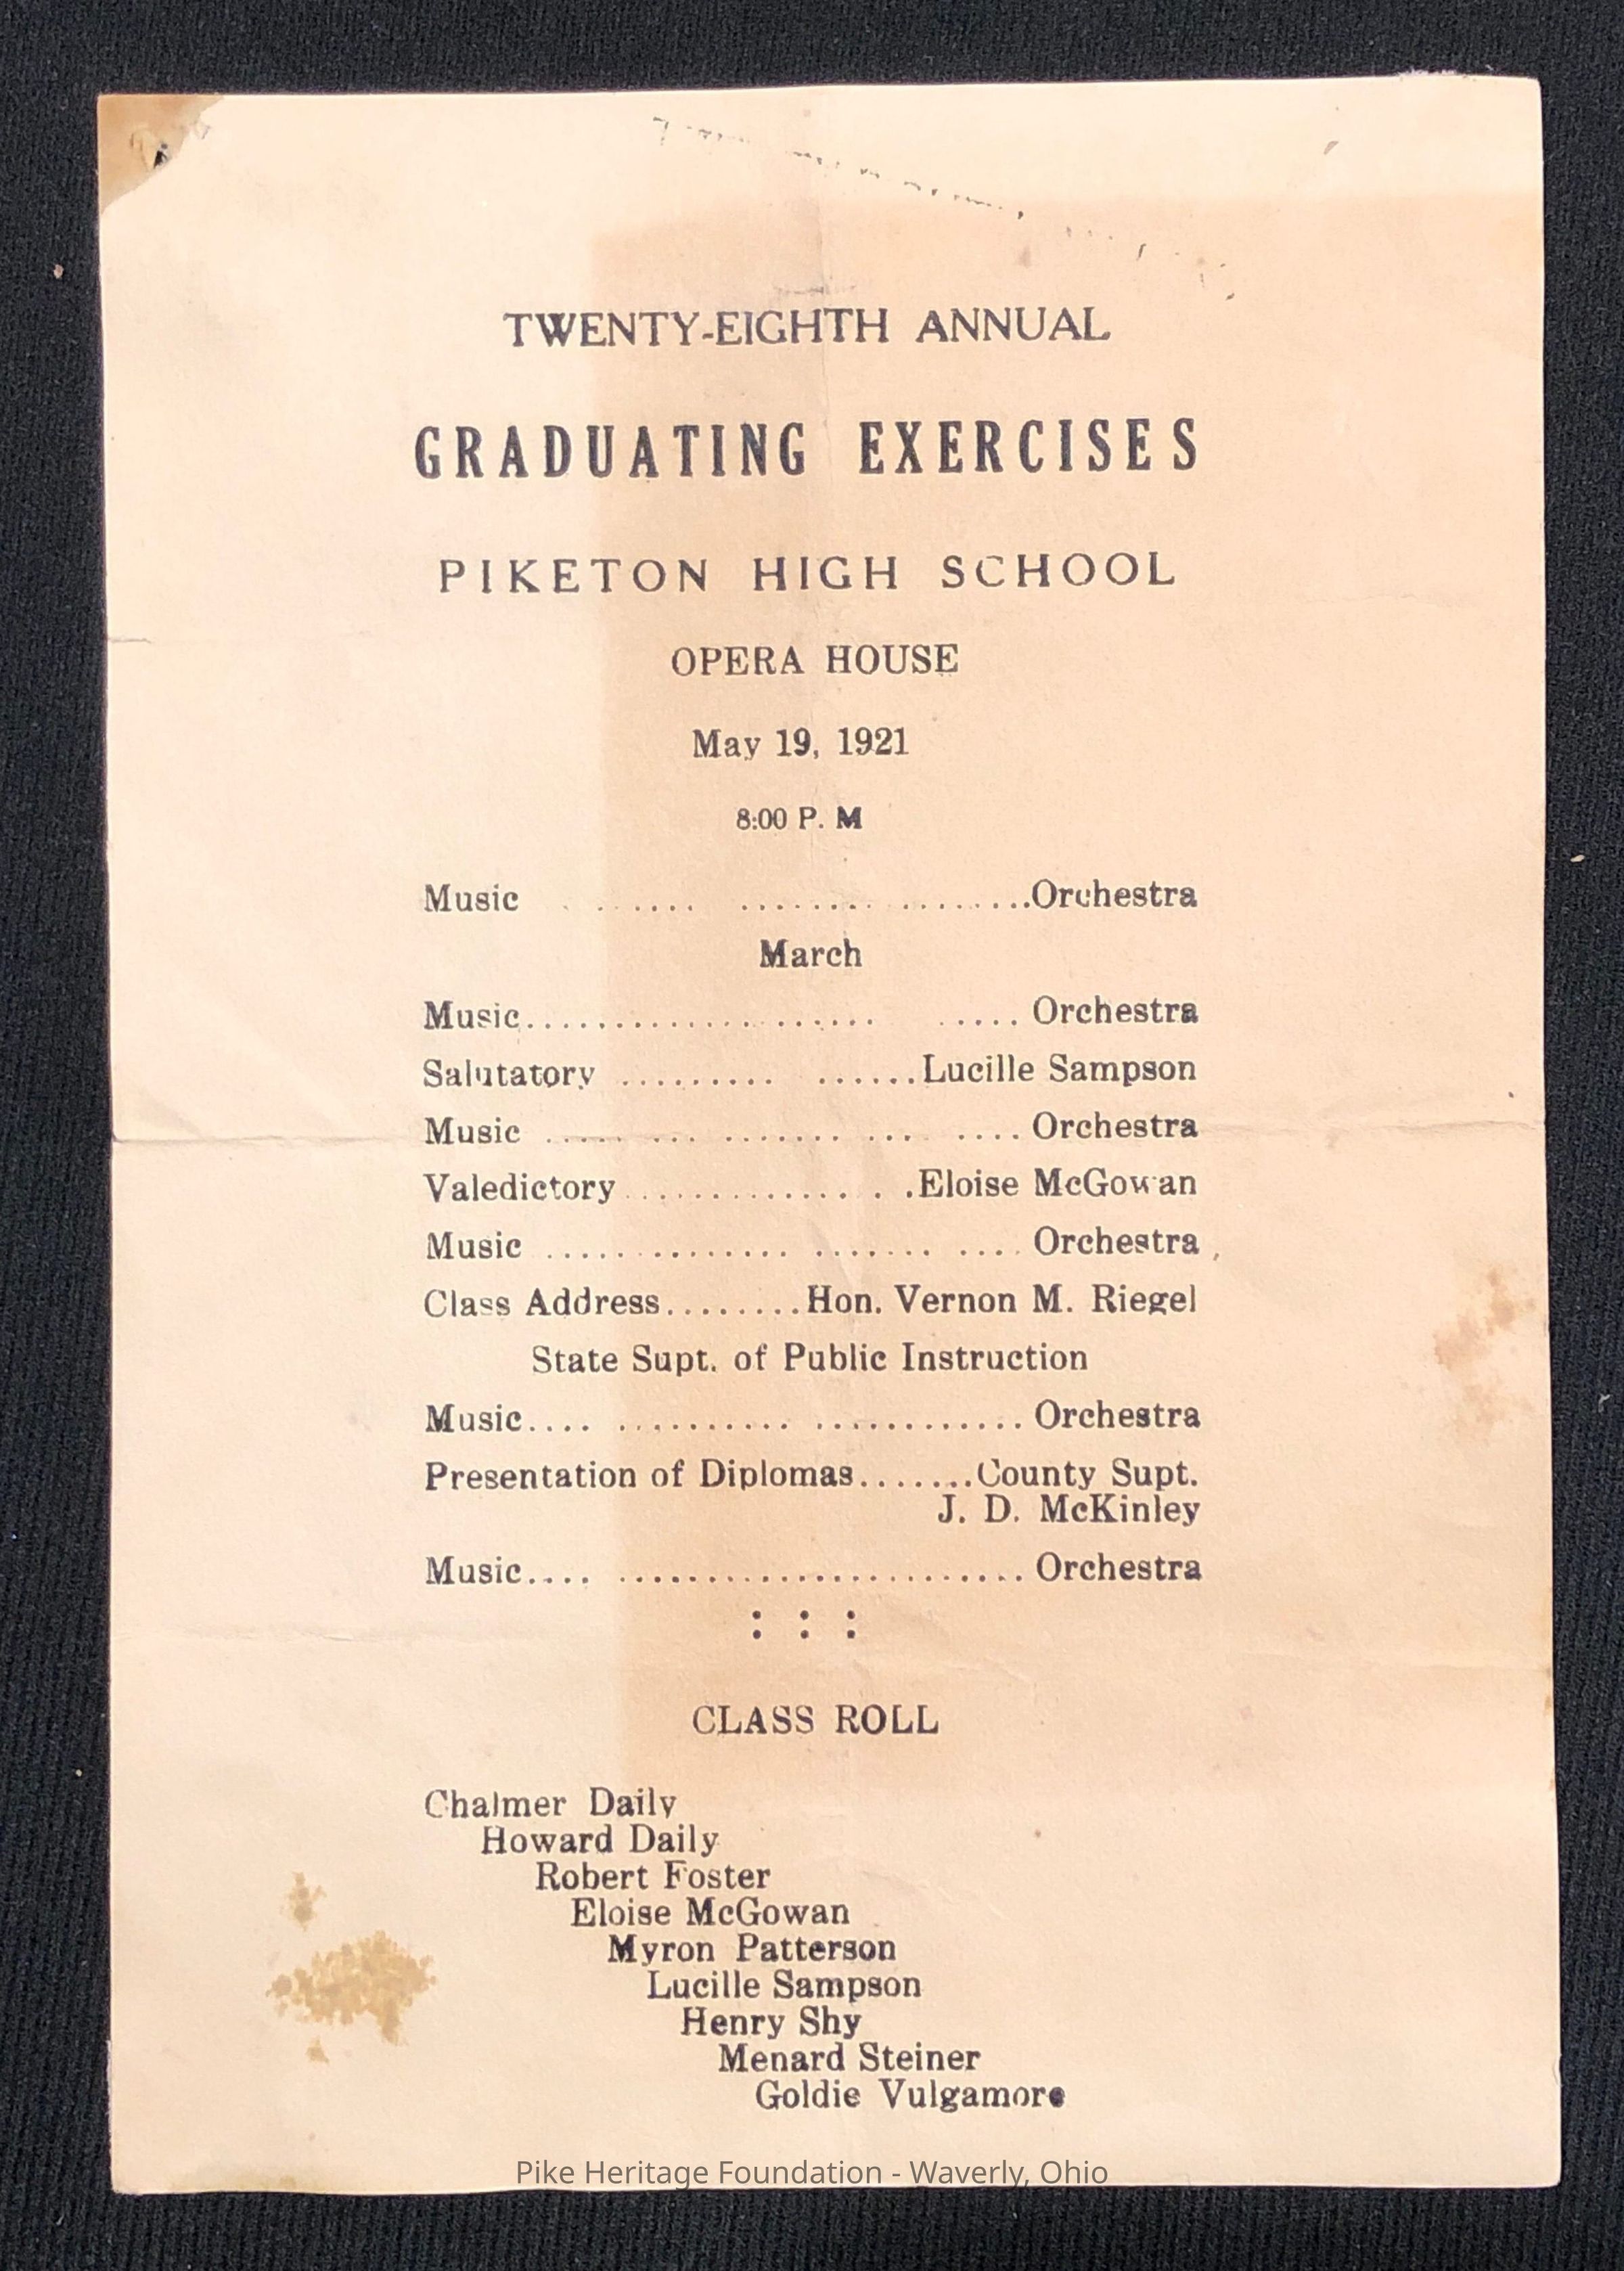 TWENTY-EIGHTH ANNUAL
GRADUATING EXERCISES
PIKETON HIGH SCHOOL
OPERA HOUSE
May 19, 1921
8:00 P. M
Music . ..... ........ .........Orchestra
March
Music.................... ..... Orchestra
Salutatory ......... ......Lucille Sampson
Music ..... ... ....... ... .... Orchestra
Valedictory.............. . .Eloise McGowan
Music .............. ....... .... Orchestra
Class Address........Hon. Vernon M. Riegel
State Supt. of Public Instruction
Music.... .......... ............ Orchestra
Presentation of Diplomas.......County Supt.
J. D. McKinley
Music.... ....................... Orchestra
: : :
CLASS ROLL
Chalmer Daily
Howard Daily
Robert Foster
Eloise McGowan
Myron Patterson
Lucille Sampson
Henry Shy
Menard Steiner
Goldie Vulgamore
Pike Heritage Foundation - Waverly, Ohio